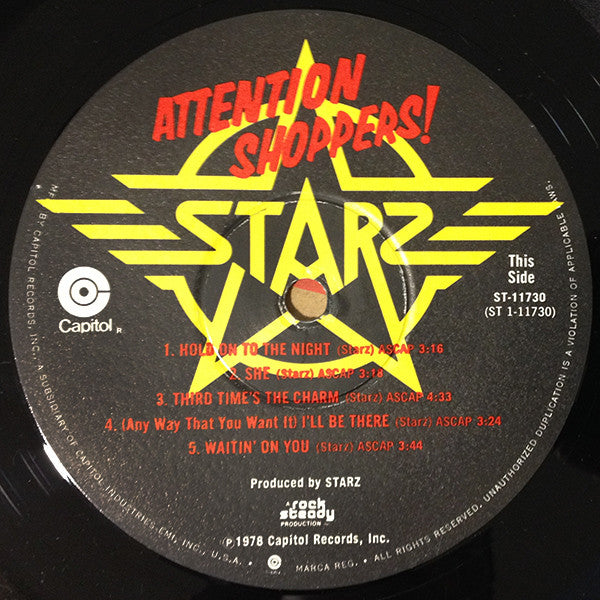 ATTENTION
SHOPPERS!
STARZ
This
Side
ST-11730
(ST 1-11730)
Capitol R
1. HOLD ON TO THE NIGHT (Starz) ASCAP 3:16
2. SHE (Starz) ASCAP 3:18
3. THIRD TIME'S THE CHARM (Starz) ASCAP 4:33
4. (Any Way That You Want It) I'LL BE THERE (Starz) ASCAP 3:24
5. WAITIN' ON YOU (Starz) ASCAP 3:44
Produced by STARZ
A
rock
steady
PRODUCTION
℗1978 Capitol Records, Inc.
MFD. BY CAPITOL RECORDS, INC., A SUBSIDIARY OF CAPITOL INDUSTRIES-EMI, INC., U.S.A. MARCA REG. ALL RIGHTS RESERVED. UNAUTHORIZED DUPLICATION IS A VIOLATION OF APPLICABLE LAWS.